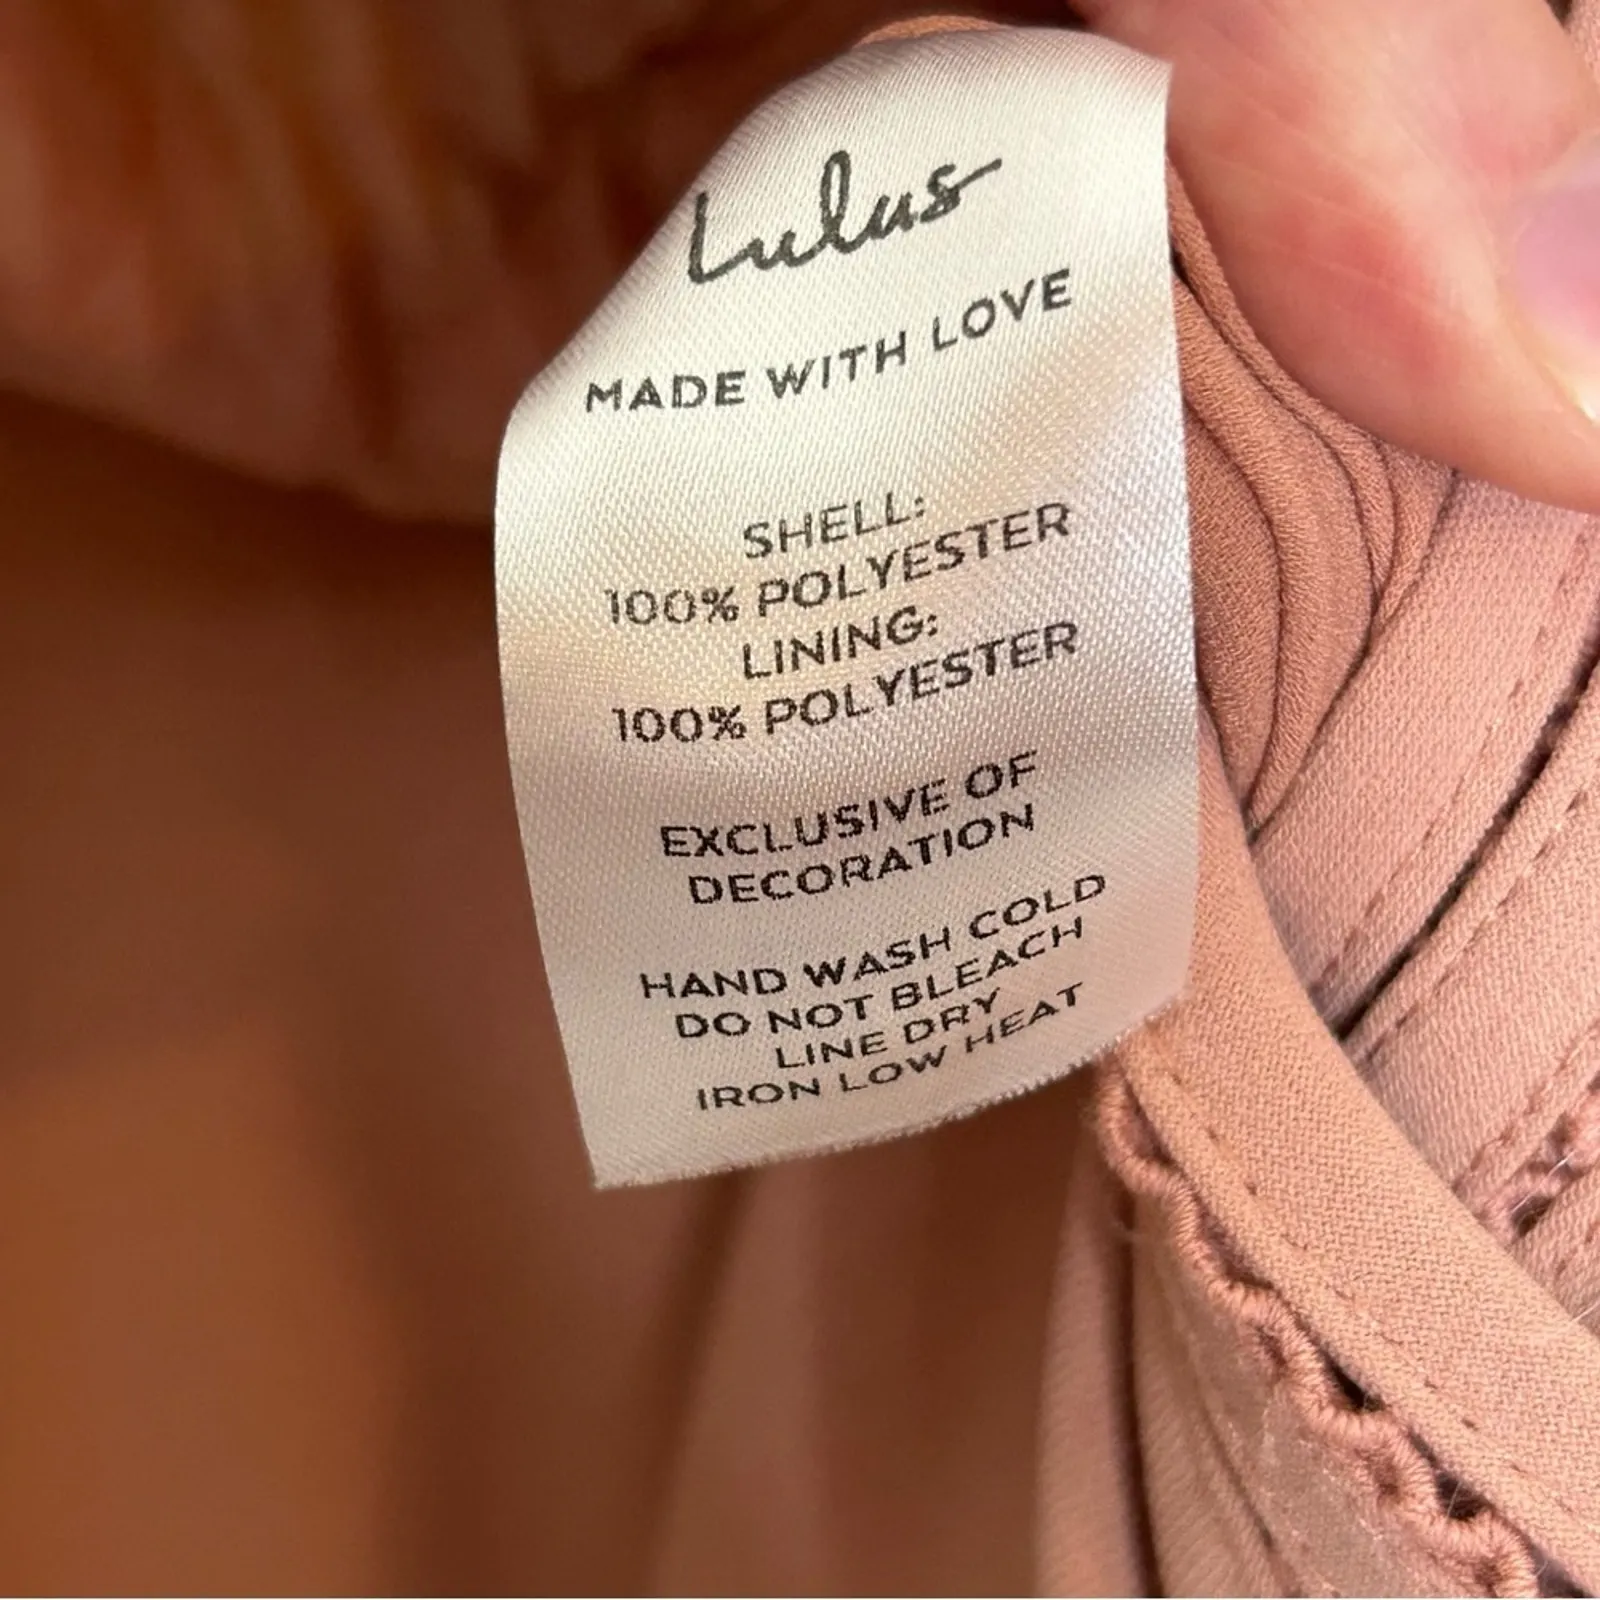 Lulus
MADE WITH LOVE
SHELL:
100% POLYESTER
LINING:
100% POLYESTER
EXCLUSIVE OF
DECORATION
HAND WASH COLD
DO NOT BLEACH
LINE DRY
IRON LOW HEAT